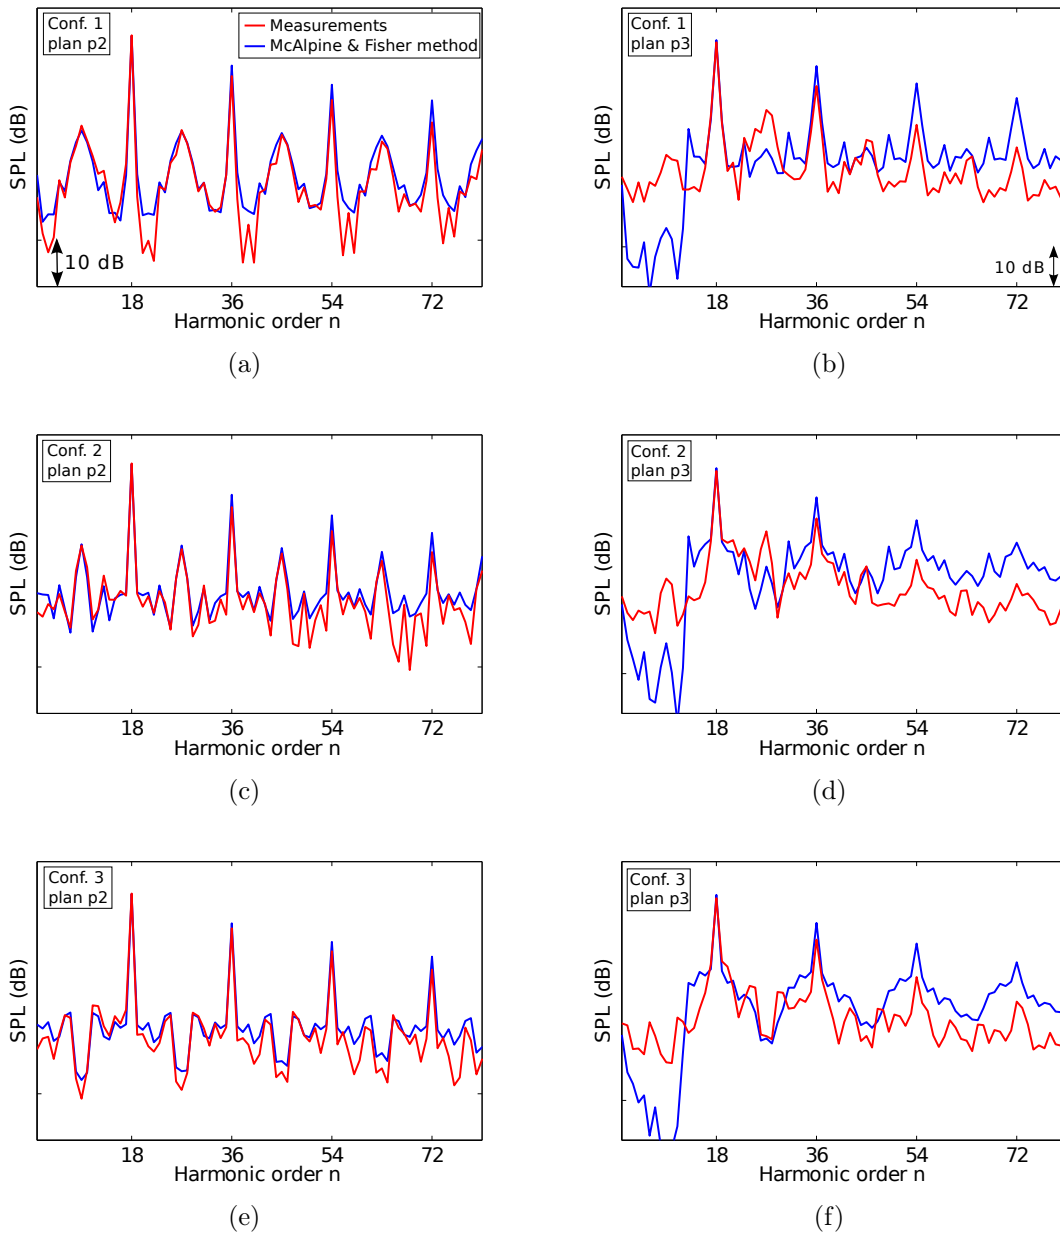 Conf. 1
plan p2
Measurements
McAlpine & Fisher method
SPL (dB)
10 dB
18
36
54
72
Harmonic order n
(a)
Conf. 1
plan p3
SPL (dB)
10 dB
18
36
54
72
Harmonic order n
(b)
Conf. 2
plan p2
SPL (dB)
18
36
54
72
Harmonic order n
(c)
Conf. 2
plan p3
SPL (dB)
18
36
54
72
Harmonic order n
(d)
Conf. 3
plan p2
SPL (dB)
18
36
54
72
Harmonic order n
(e)
Conf. 3
plan p3
SPL (dB)
18
36
54
72
Harmonic order n
(f)